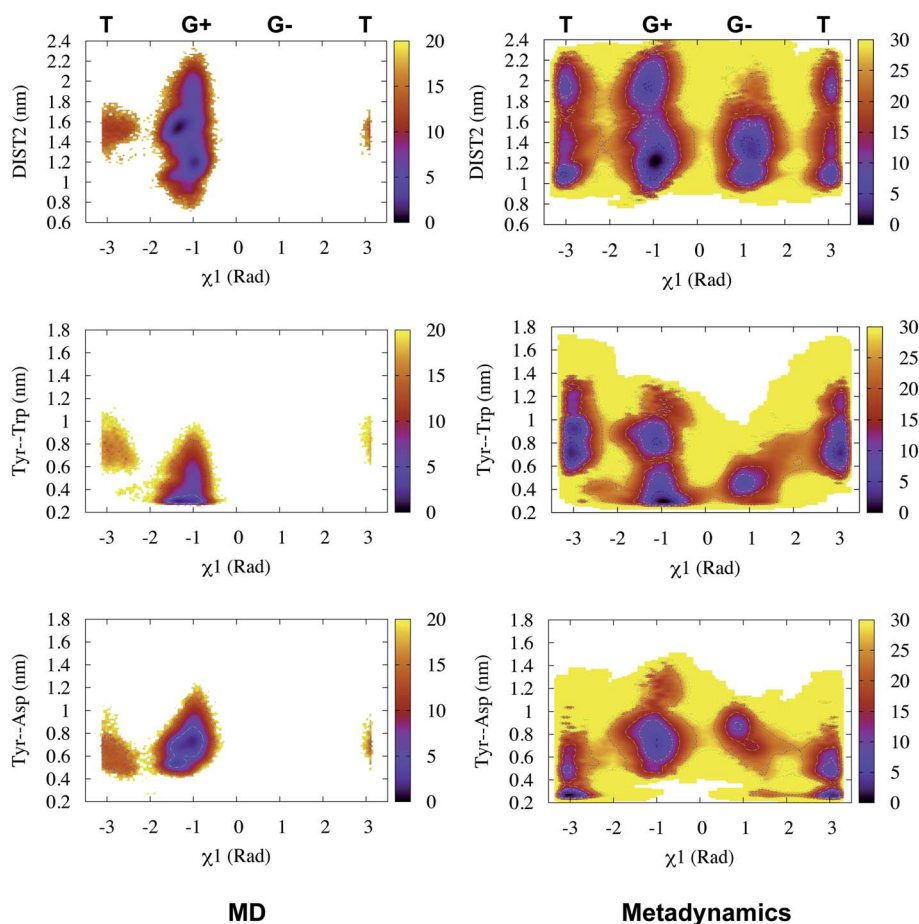 T G+ G- T T G+ G- T
2.4 2.2 2 1.8 1.6 1.4 1.2 1 0.8 0.6
DIST2 (nm)
-3 -2 -1 0 1 2 3
χ1 (Rad)
20 15 10 5 0
2.4 2.2 2 1.8 1.6 1.4 1.2 1 0.8 0.6
DIST2 (nm)
-3 -2 -1 0 1 2 3
χ1 (Rad)
30 25 20 15 10 5 0
1.8 1.6 1.4 1.2 1 0.8 0.6 0.4 0.2
Tyr--Trp (nm)
-3 -2 -1 0 1 2 3
χ1 (Rad)
20 15 10 5 0
1.8 1.6 1.4 1.2 1 0.8 0.6 0.4 0.2
Tyr--Trp (nm)
-3 -2 -1 0 1 2 3
χ1 (Rad)
30 25 20 15 10 5 0
1.8 1.6 1.4 1.2 1 0.8 0.6 0.4 0.2
Tyr--Asp (nm)
-3 -2 -1 0 1 2 3
χ1 (Rad)
20 15 10 5 0
1.8 1.6 1.4 1.2 1 0.8 0.6 0.4 0.2
Tyr--Asp (nm)
-3 -2 -1 0 1 2 3
χ1 (Rad)
30 25 20 15 10 5 0
MD Metadynamics